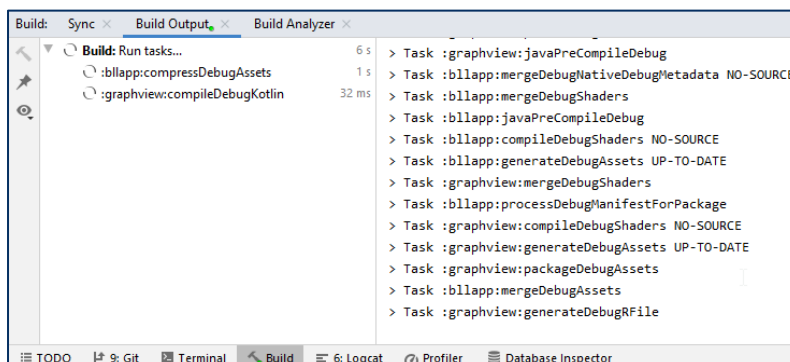 Build: Sync Build Output Build Analyzer
Build: Run tasks... 6 s
:bllapp:compressDebugAssets 1 s
:graphview:compileDebugKotlin 32 ms
> Task :graphview:javaPreCompileDebug
> Task :bllapp:mergeDebugNativeDebugMetadata NO-SOURCE
> Task :bllapp:mergeDebugShaders
> Task :bllapp:javaPreCompileDebug
> Task :bllapp:compileDebugShaders NO-SOURCE
> Task :bllapp:generateDebugAssets UP-TO-DATE
> Task :graphview:mergeDebugShaders
> Task :bllapp:processDebugManifestForPackage
> Task :graphview:compileDebugShaders NO-SOURCE
> Task :graphview:generateDebugAssets UP-TO-DATE
> Task :graphview:packageDebugAssets
> Task :bllapp:mergeDebugAssets
> Task :graphview:generateDebugRFile
TODO 9: Git Terminal Build 6: Logcat Profiler Database Inspector